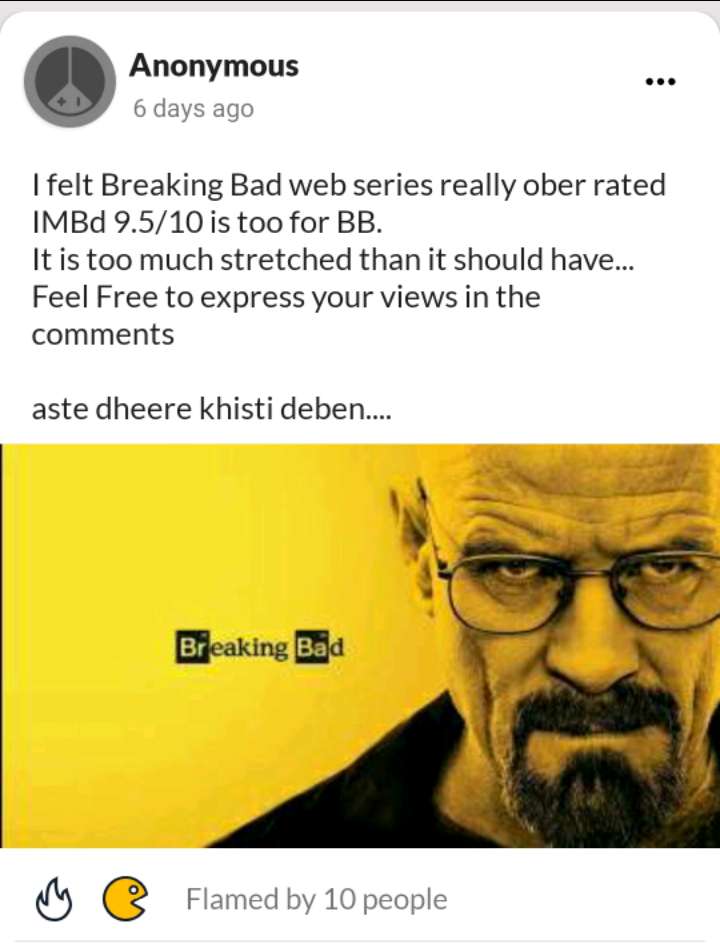 Anonymous
6 days ago
I felt Breaking Bad web series really ober rated
IMBd 9.5/10 is too for BB.
It is too much stretched than it should have...
Feel Free to express your views in the
comments
aste dheere khisti deben....
Breaking Bad
Flamed by 10 people